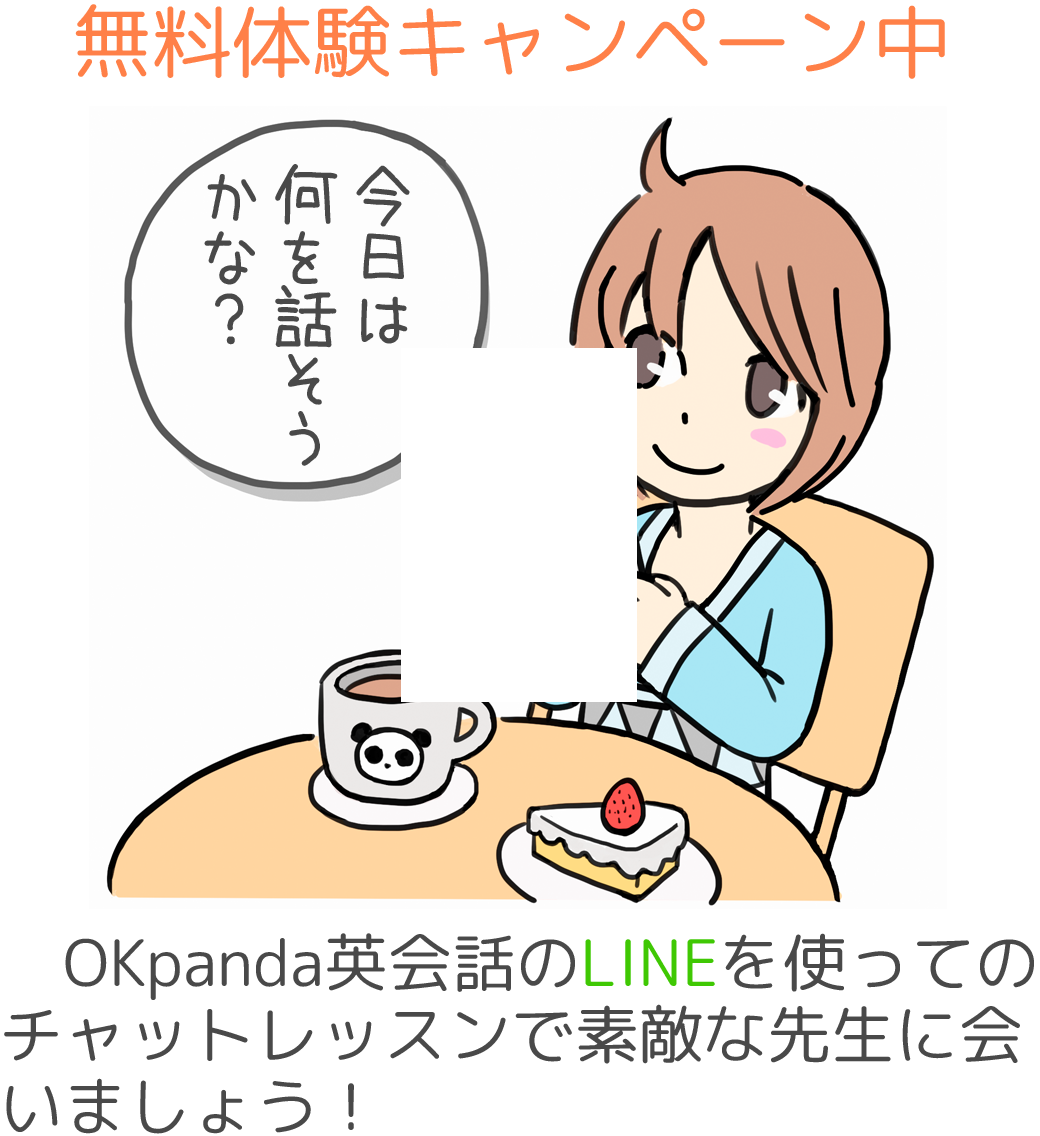 無料体験キャンペーン中
今日は
何を話そう
かな?
OKpanda英会話のLINEを使っての
チャットレッスンで素敵な先生に会
いましょう!